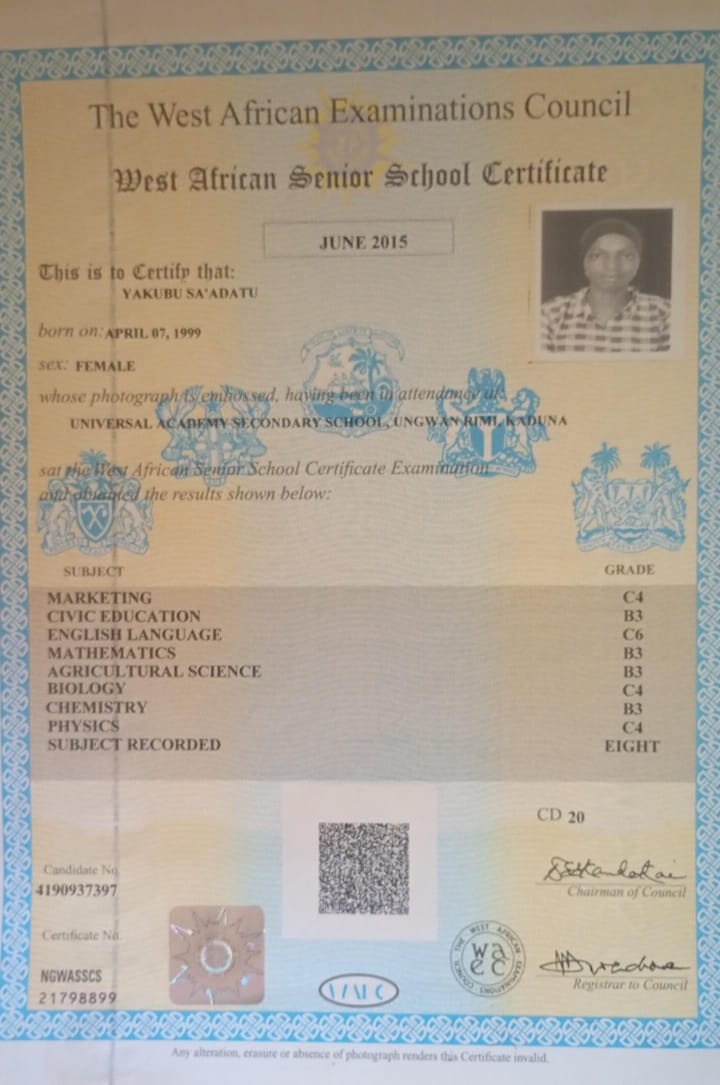 The West African Examinations Council
West African Senior School Certificate
JUNE 2015
This is to Certify that:
YAKUBU SA'ADATU
born on: APRIL 07, 1999
sex: FEMALE
whose photograph is embossed, having been in attendance at
UNIVERSAL ACADEMY SECONDARY SCHOOL, UNGWAN RIMI, KADUNA
sat the West African Senior School Certificate Examination
and obtained the results shown below:
SUBJECT GRADE
MARKETING C4
CIVIC EDUCATION B3
ENGLISH LANGUAGE C6
MATHEMATICS B3
AGRICULTURAL SCIENCE B3
BIOLOGY C4
CHEMISTRY B3
PHYSICS C4
SUBJECT RECORDED EIGHT
CD 20
Candidate No.
4190937397
Chairman of Council
Certificate No.
NGWASSCS
21798899
THE WEST AFRICAN EXAMINATIONS COUNCIL
waec
Registrar to Council
Any alteration, erasure or absence of photograph renders this Certificate invalid.